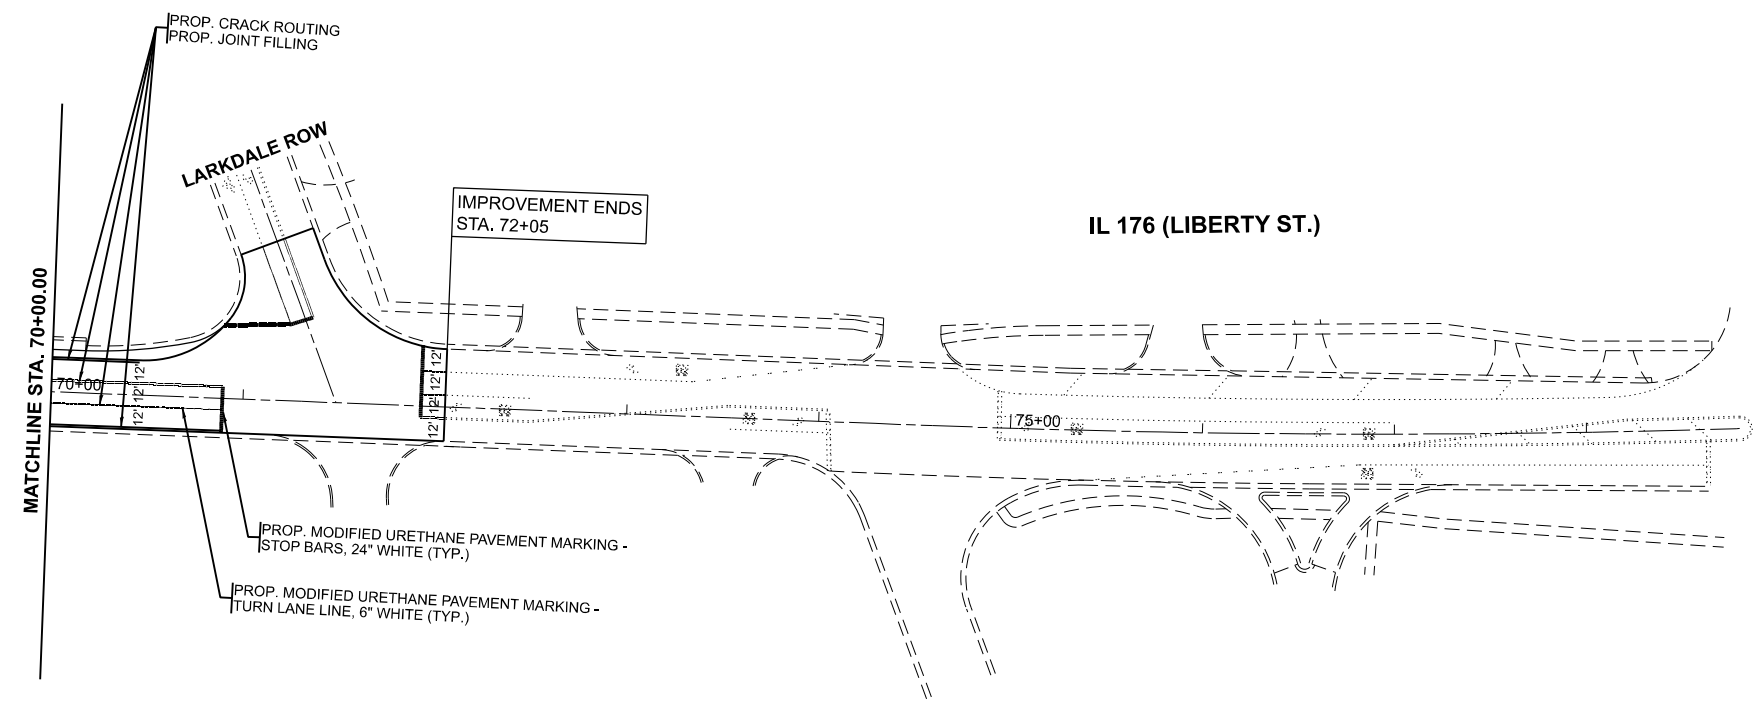 PROP. CRACK ROUTING
PROP. JOINT FILLING
LARKDALE ROW
IMPROVEMENT ENDS
STA. 72+05
IL 176 (LIBERTY ST.)
MATCHLINE STA. 70+00.00
70+00
12'
12'
12'
12'
12'
12'
12'
75+00
PROP. MODIFIED URETHANE PAVEMENT MARKING -
STOP BARS, 24" WHITE (TYP.)
PROP. MODIFIED URETHANE PAVEMENT MARKING -
TURN LANE LINE, 6" WHITE (TYP.)